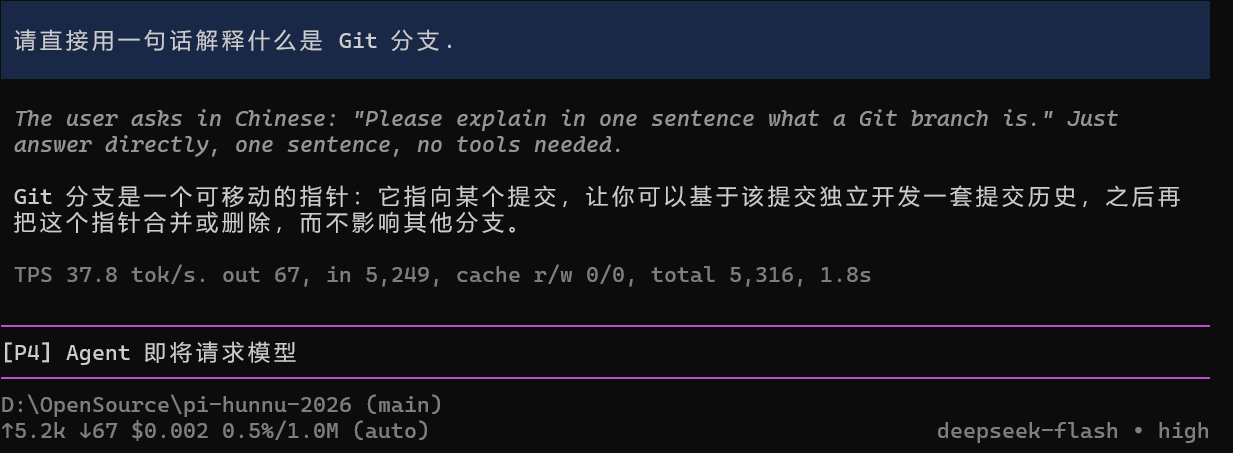 请直接用一句话解释什么是 Git 分支.
The user asks in Chinese: "Please explain in one sentence what a Git branch is." Just
answer directly, one sentence, no tools needed.
Git 分支是一个可移动的指针：它指向某个提交，让你可以基于该提交独立开发一套提交历史，之后再
把这个指针合并或删除，而不影响其他分支。
TPS 37.8 tok/s. out 67, in 5,249, cache r/w 0/0, total 5,316, 1.8s
[P4] Agent 即将请求模型
D:\OpenSource\pi-hunnu-2026 (main)
↑5.2k ↓67 $0.002 0.5%/1.0M (auto) deepseek-flash • high